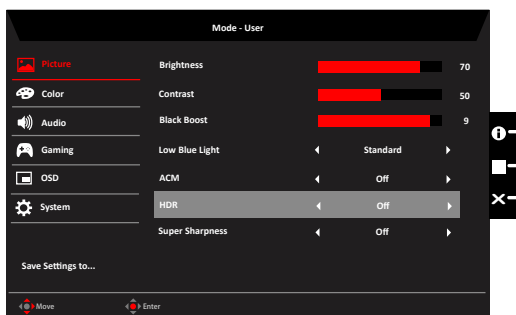 Mode - User
Picture
Color
Audio
Gaming
OSD
System
Brightness 70
Contrast 50
Black Boost 9
Low Blue Light Standard
ACM Off
HDR Off
Super Sharpness Off
Save Settings to...
Move Enter